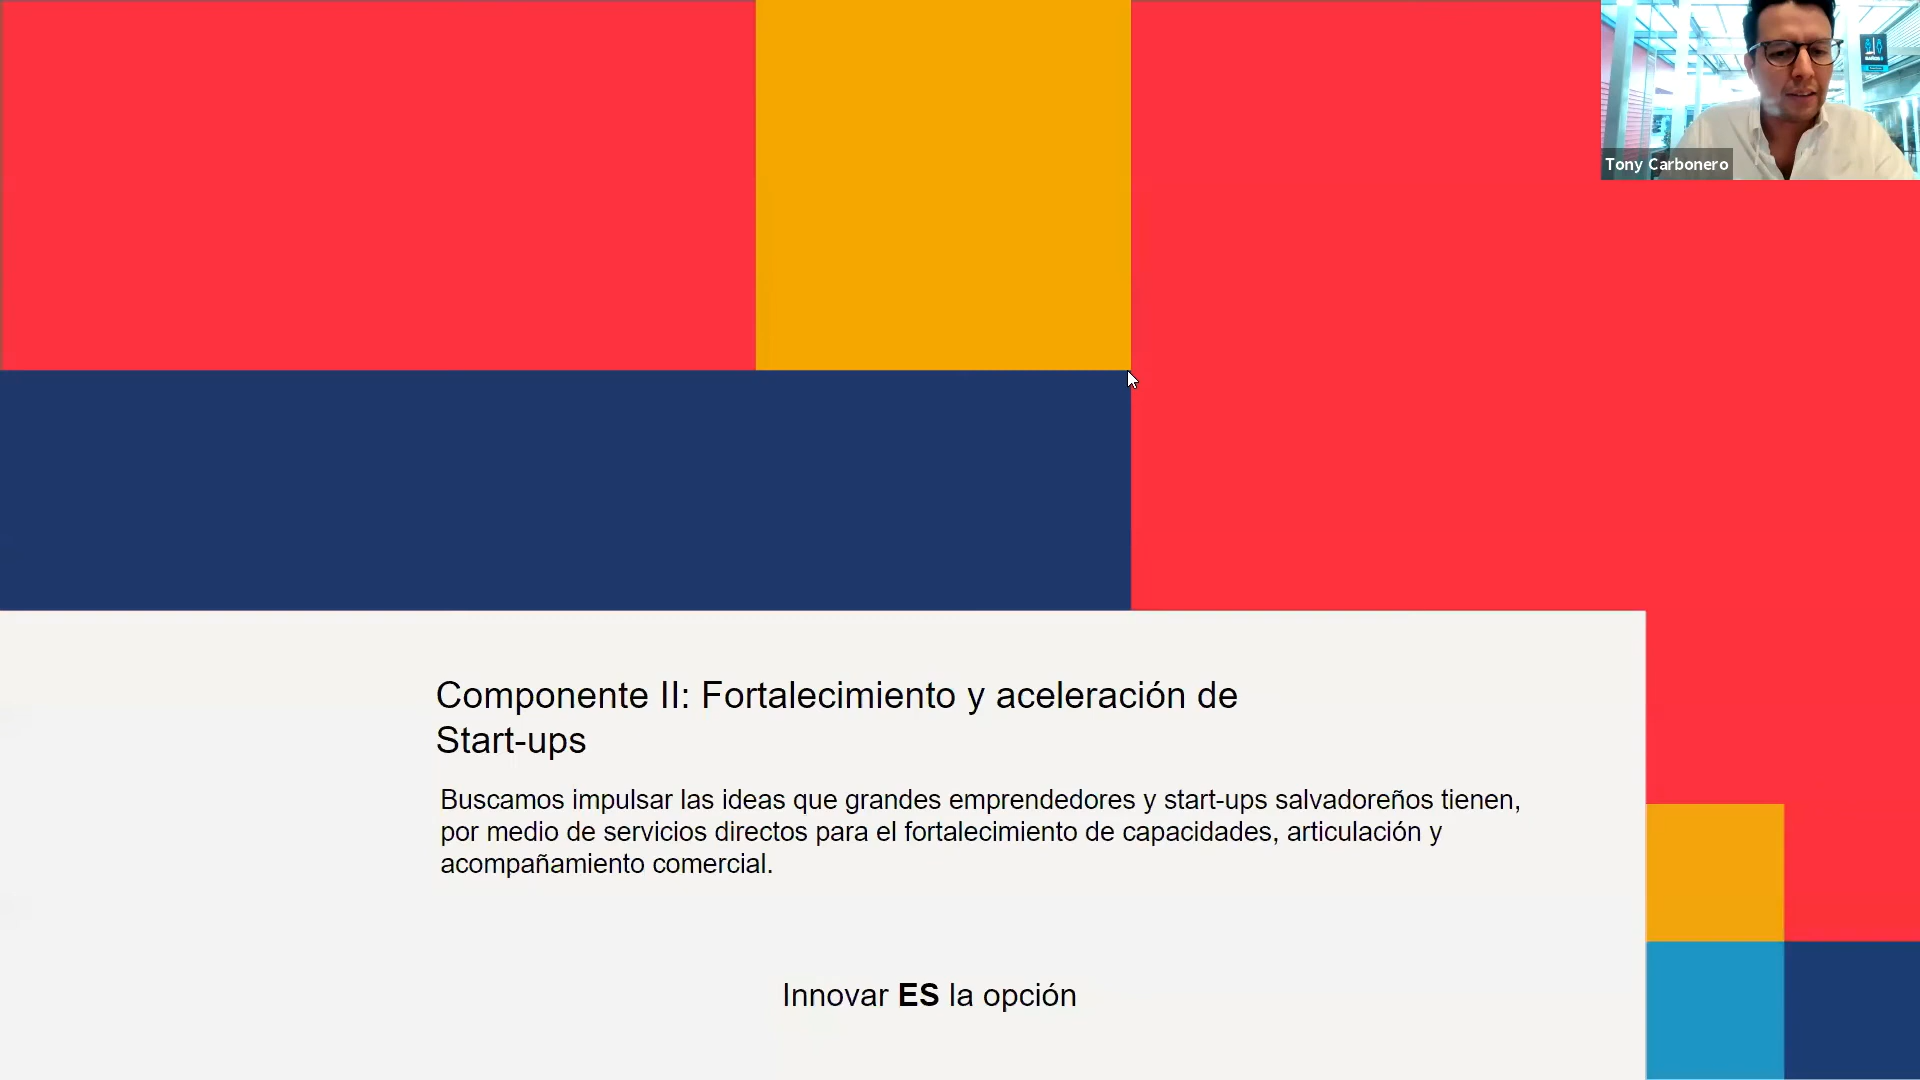 Tony Carbonero
Componente II: Fortalecimiento y aceleración de
Start-ups
Buscamos impulsar las ideas que grandes emprendedores y start-ups salvadoreños tienen,
por medio de servicios directos para el fortalecimiento de capacidades, articulación y
acompañamiento comercial.
Innovar ES la opción